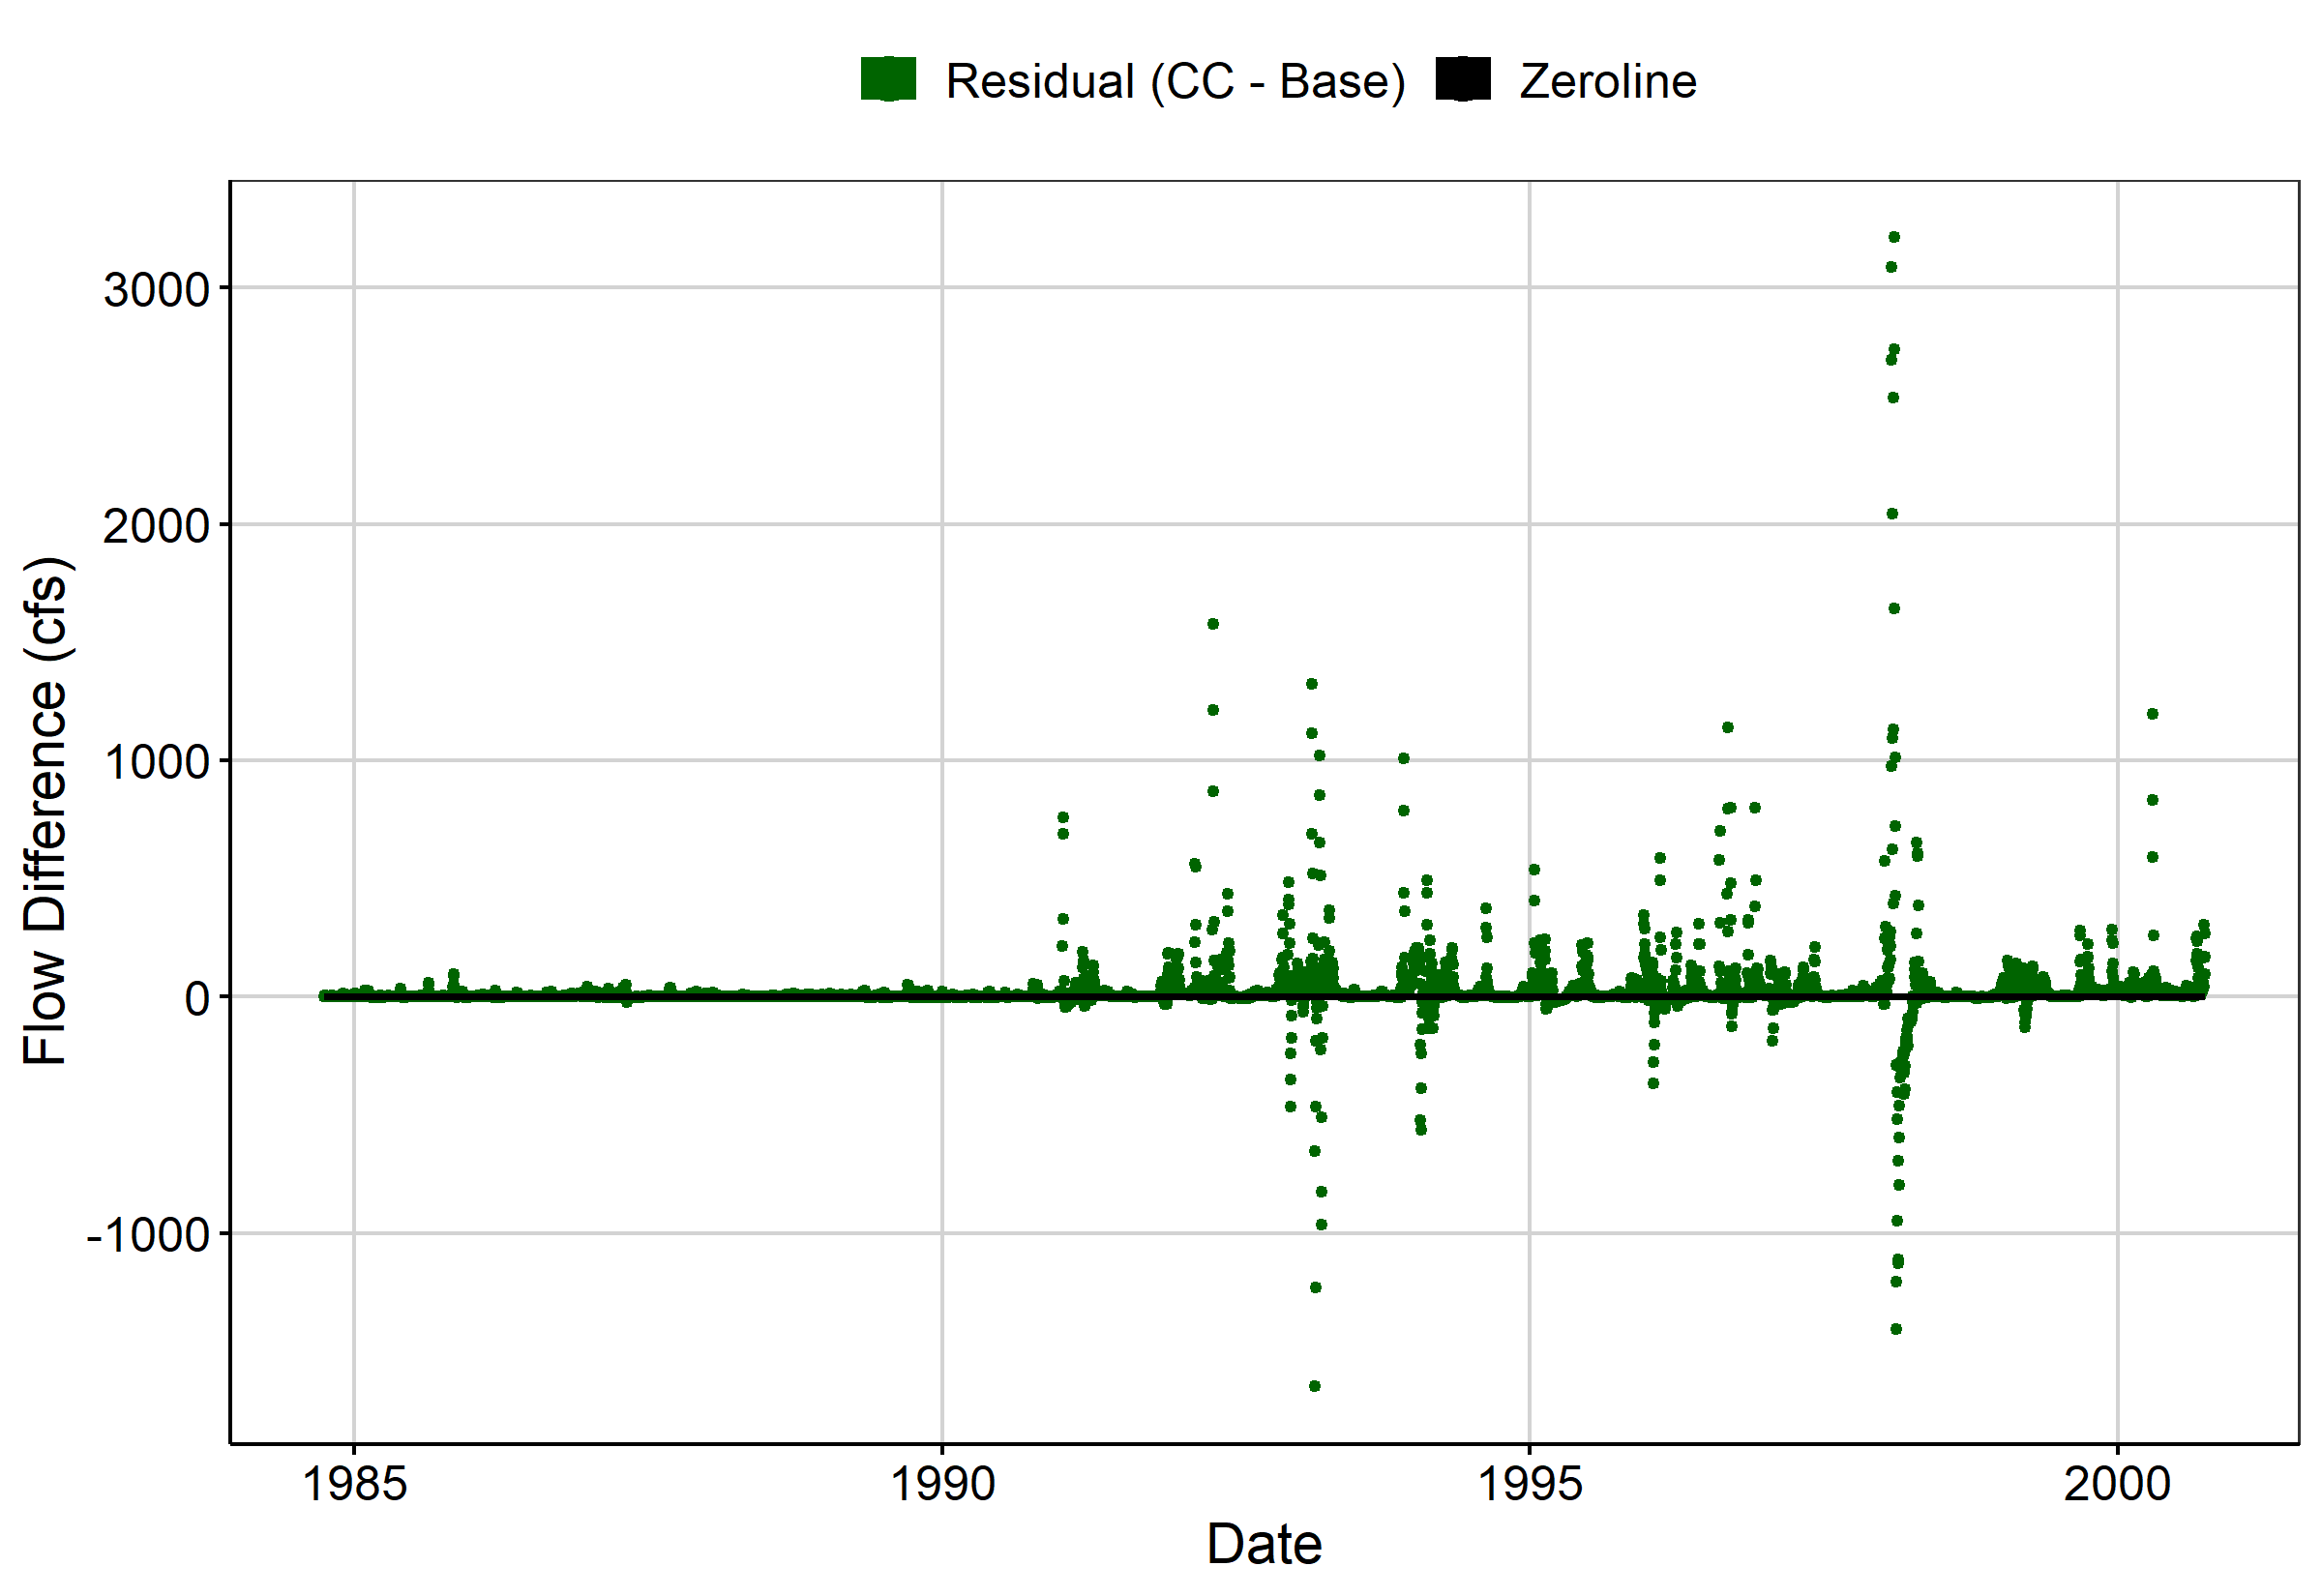 Residual (CC - Base) Zeroline
Flow Difference (cfs)
3000
2000
1000
0
-1000
1985 1990 1995 2000
Date